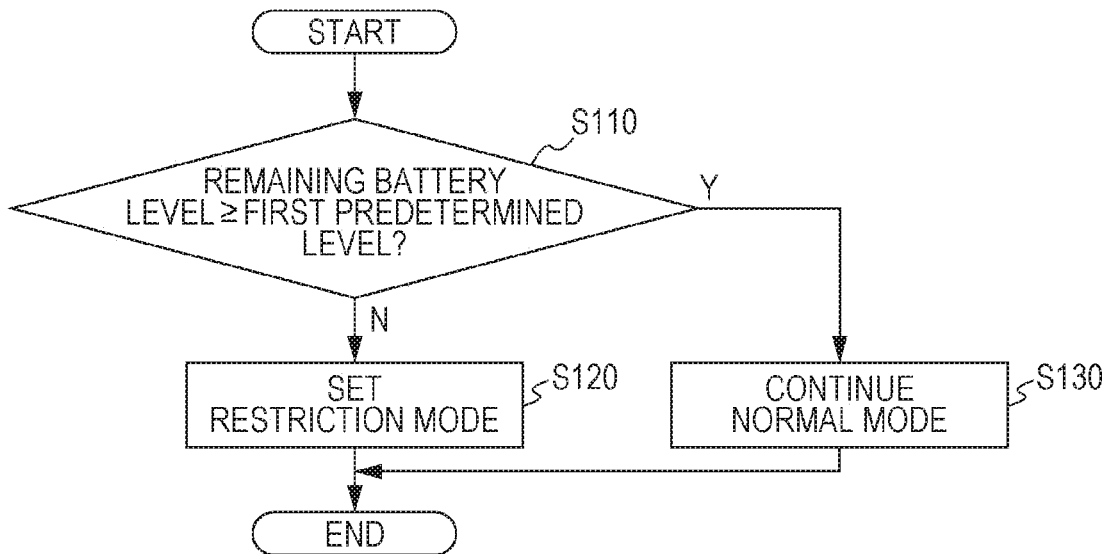 START
S110
REMAINING BATTERY
LEVEL ≥ FIRST PREDETERMINED
LEVEL?
Y
N
SET
RESTRICTION MODE
S120
CONTINUE
NORMAL MODE
S130
END